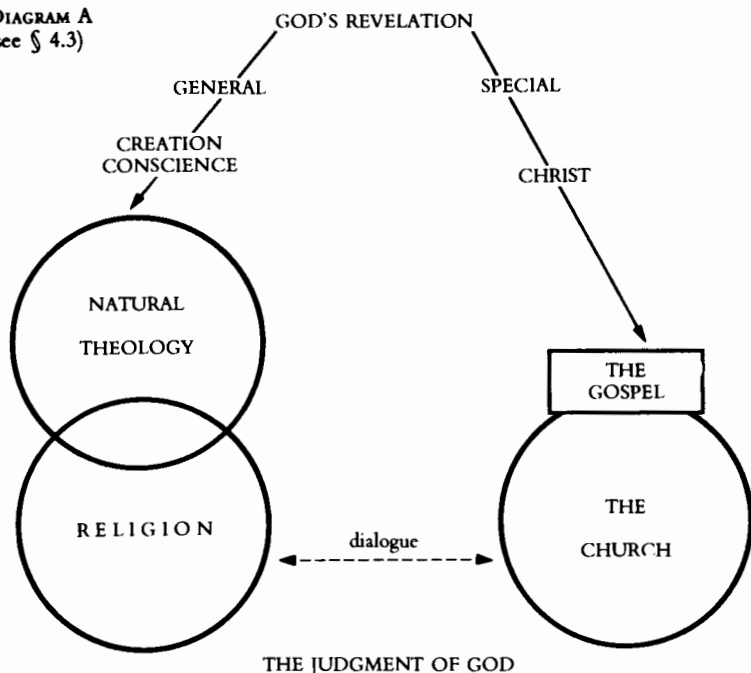 DIAGRAM A
see § 4.3)
GOD'S REVELATION
GENERAL
SPECIAL
CREATION
CONSCIENCE
CHRIST
NATURAL
THEOLOGY
THE
GOSPEL
RELIGION
dialogue
THE
CHURCH
THE JUDGMENT OF GOD